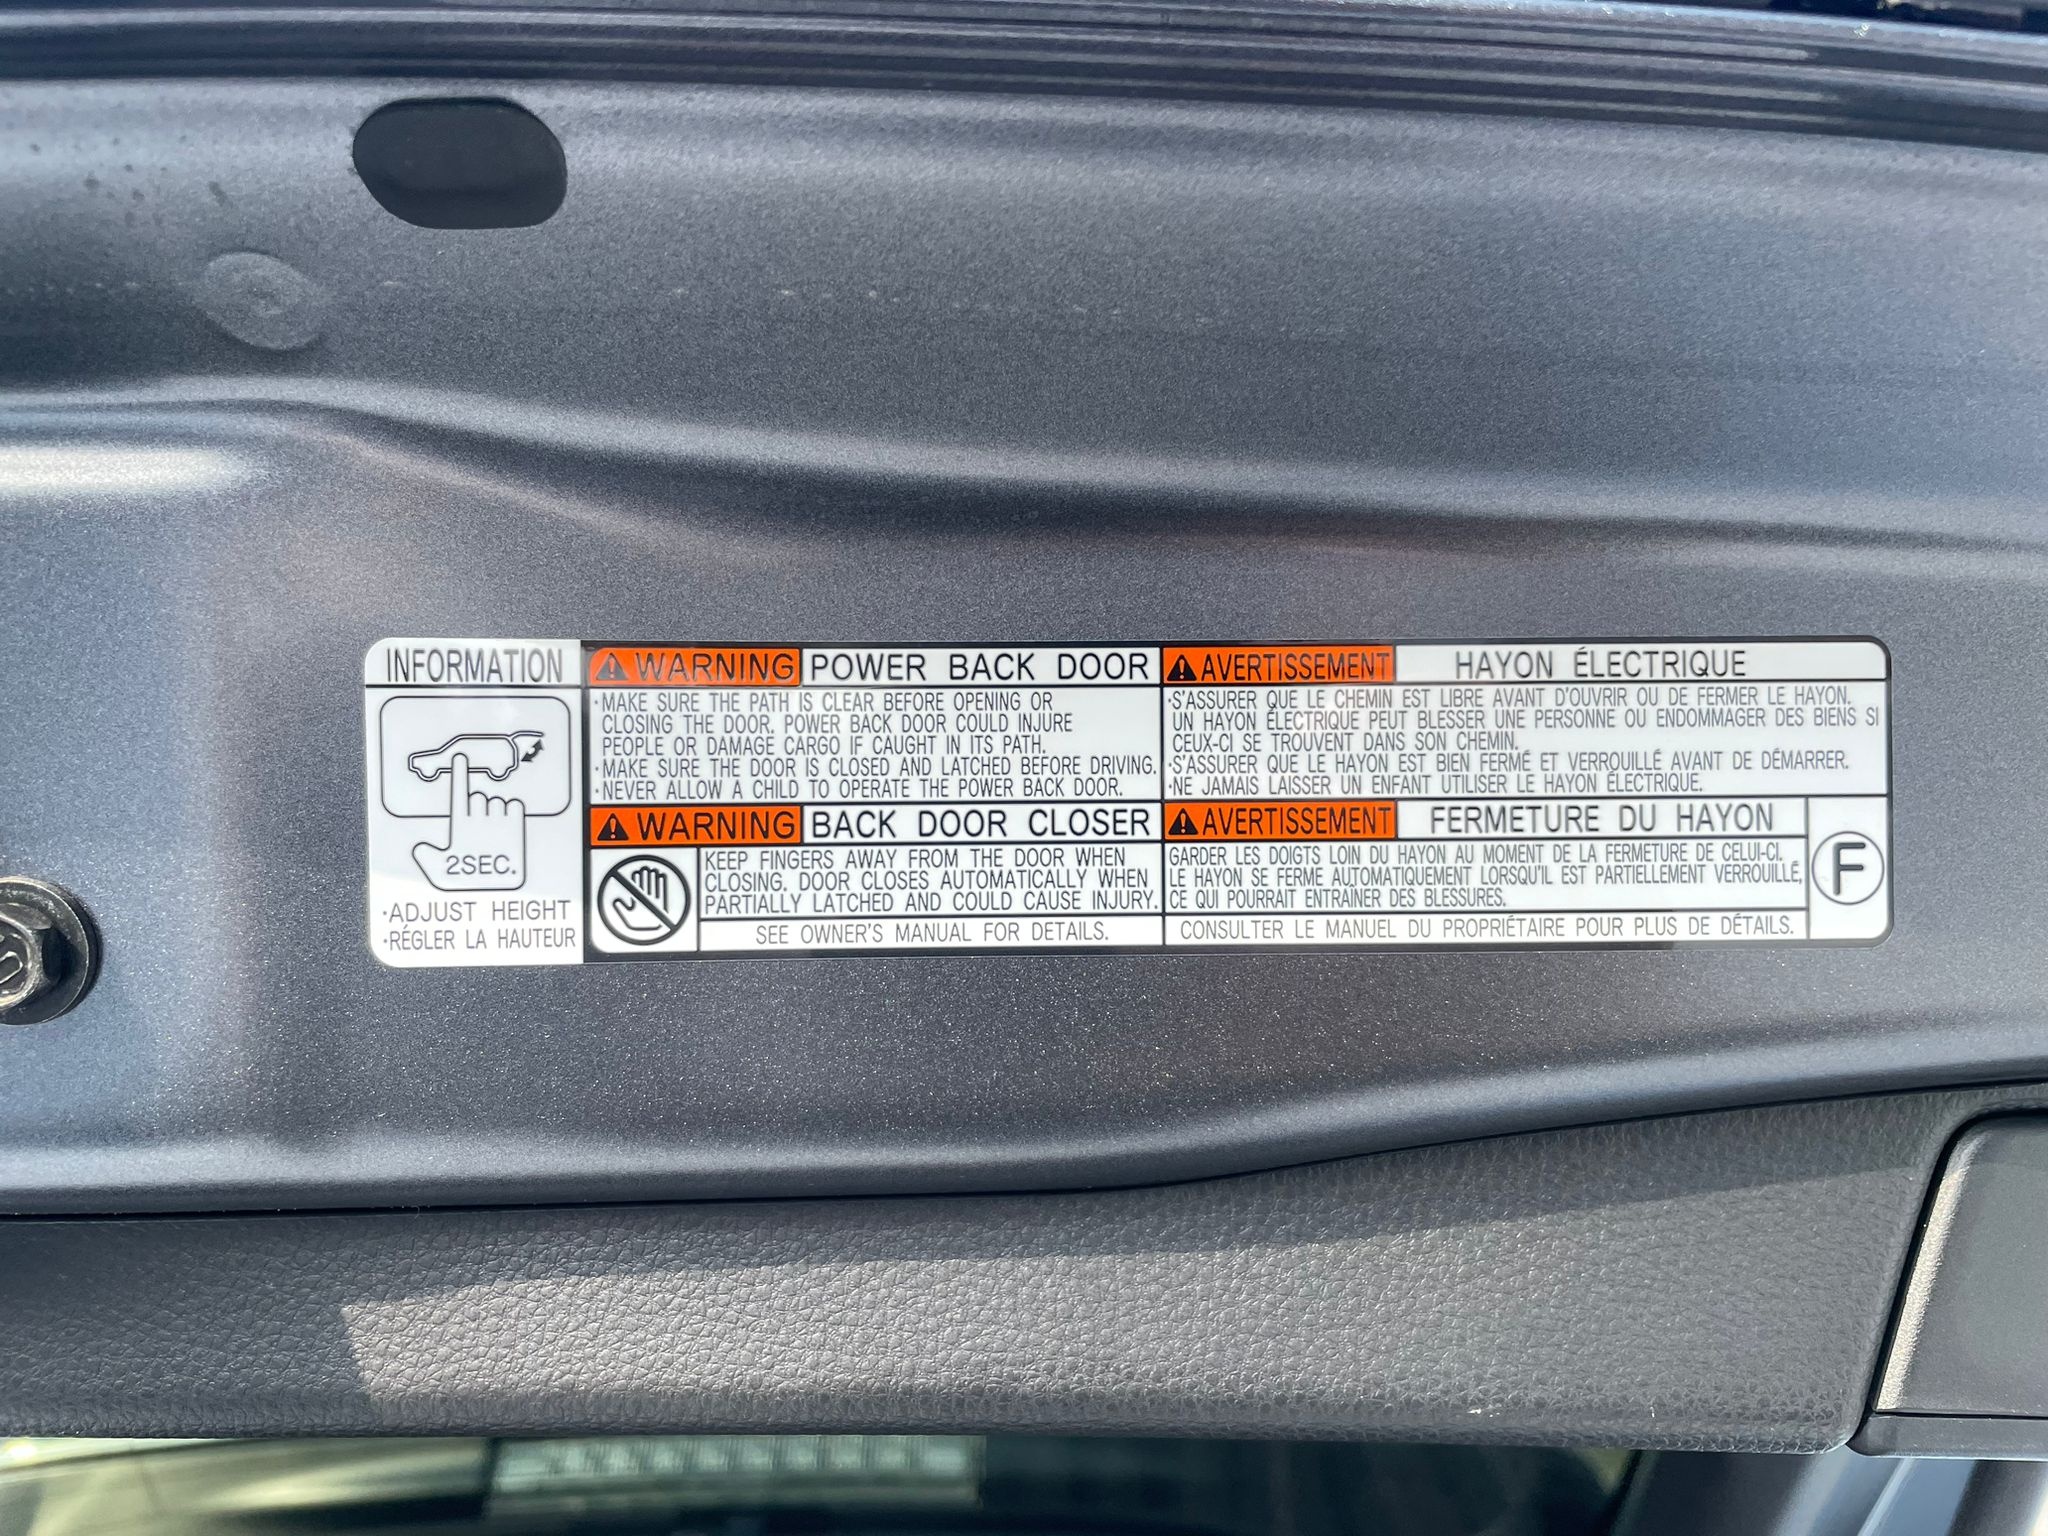 INFORMATION
2SEC.
·ADJUST HEIGHT
·RÉGLER LA HAUTEUR
WARNING POWER BACK DOOR
·MAKE SURE THE PATH IS CLEAR BEFORE OPENING OR
CLOSING THE DOOR. POWER BACK DOOR COULD INJURE
PEOPLE OR DAMAGE CARGO IF CAUGHT IN ITS PATH.
·MAKE SURE THE DOOR IS CLOSED AND LATCHED BEFORE DRIVING.
·NEVER ALLOW A CHILD TO OPERATE THE POWER BACK DOOR.
WARNING BACK DOOR CLOSER
KEEP FINGERS AWAY FROM THE DOOR WHEN
CLOSING. DOOR CLOSES AUTOMATICALLY WHEN
PARTIALLY LATCHED AND COULD CAUSE INJURY.
SEE OWNER'S MANUAL FOR DETAILS.
AVERTISSEMENT HAYON ÉLECTRIQUE
·S'ASSURER QUE LE CHEMIN EST LIBRE AVANT D'OUVRIR OU DE FERMER LE HAYON.
UN HAYON ÉLECTRIQUE PEUT BLESSER UNE PERSONNE OU ENDOMMAGER DES BIENS SI
CEUX-CI SE TROUVENT DANS SON CHEMIN.
·S'ASSURER QUE LE HAYON EST BIEN FERMÉ ET VERROUILLÉ AVANT DE DÉMARRER.
·NE JAMAIS LAISSER UN ENFANT UTILISER LE HAYON ÉLECTRIQUE.
AVERTISSEMENT FERMETURE DU HAYON
GARDER LES DOIGTS LOIN DU HAYON AU MOMENT DE LA FERMETURE DE CELUI-CI.
LE HAYON SE FERME AUTOMATIQUEMENT LORSQU'IL EST PARTIELLEMENT VERROUILLÉ,
CE QUI POURRAIT ENTRAÎNER DES BLESSURES.
CONSULTER LE MANUEL DU PROPRIÉTAIRE POUR PLUS DE DÉTAILS.
F